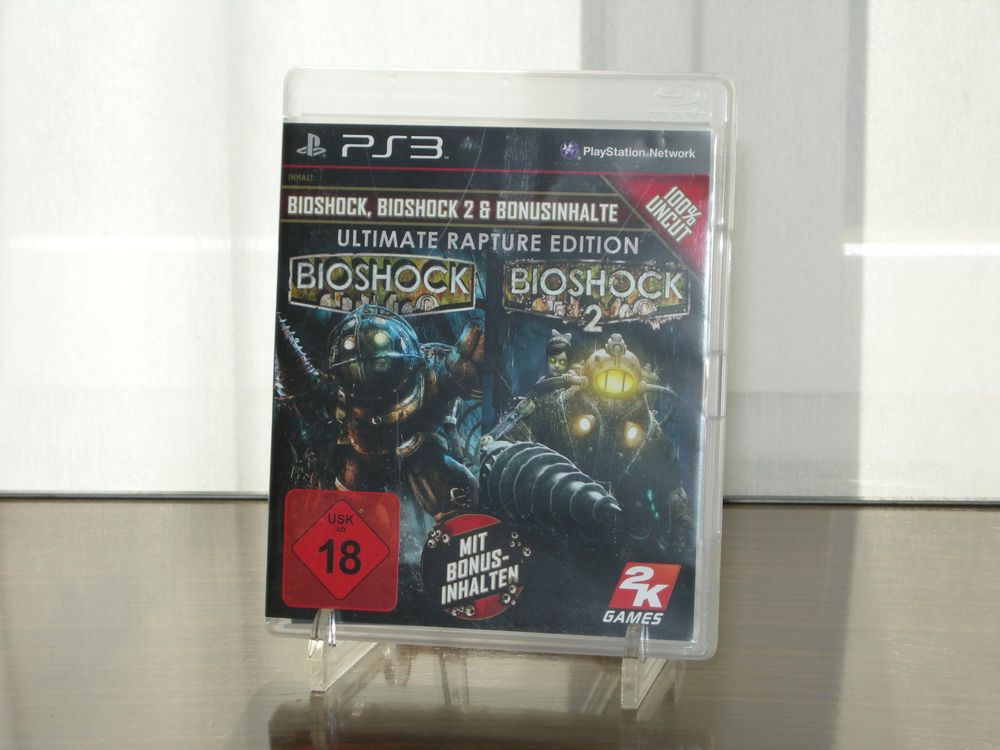 PS3
PlayStation Network
INHALT:
BIOSHOCK, BIOSHOCK 2 & BONUSINHALTE
100%
UNCUT
ULTIMATE RAPTURE EDITION
BIOSHOCK
BIOSHOCK
2
USK
ab
18
MIT
BONUS-
INHALTEN
2K
GAMES